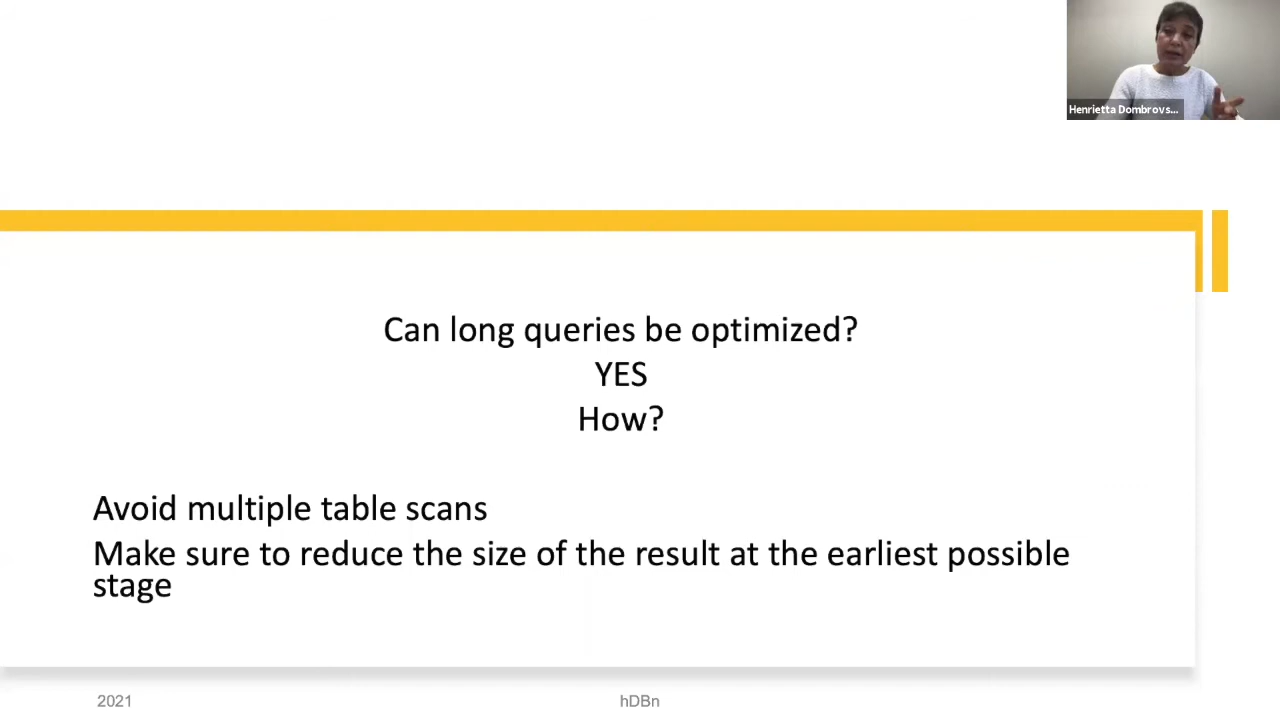 Henrietta Dombrovs...
Can long queries be optimized?
YES
How?
Avoid multiple table scans
Make sure to reduce the size of the result at the earliest possible
stage
2021
hDBn